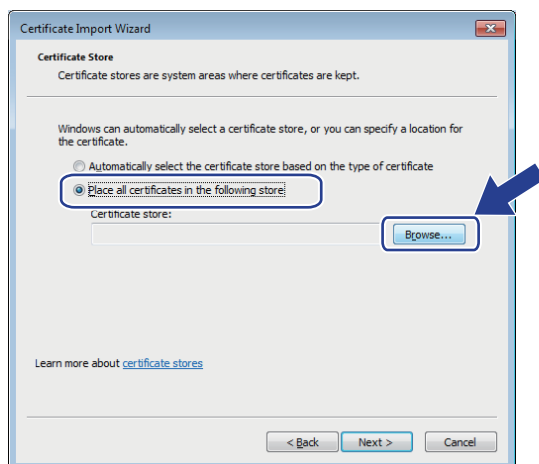 Certificate Import Wizard
Certificate Store
Certificate stores are system areas where certificates are kept.
Windows can automatically select a certificate store, or you can specify a location for
the certificate.
Automatically select the certificate store based on the type of certificate
Place all certificates in the following store
Certificate store:
Browse...
Learn more about certificate stores
< Back
Next >
Cancel